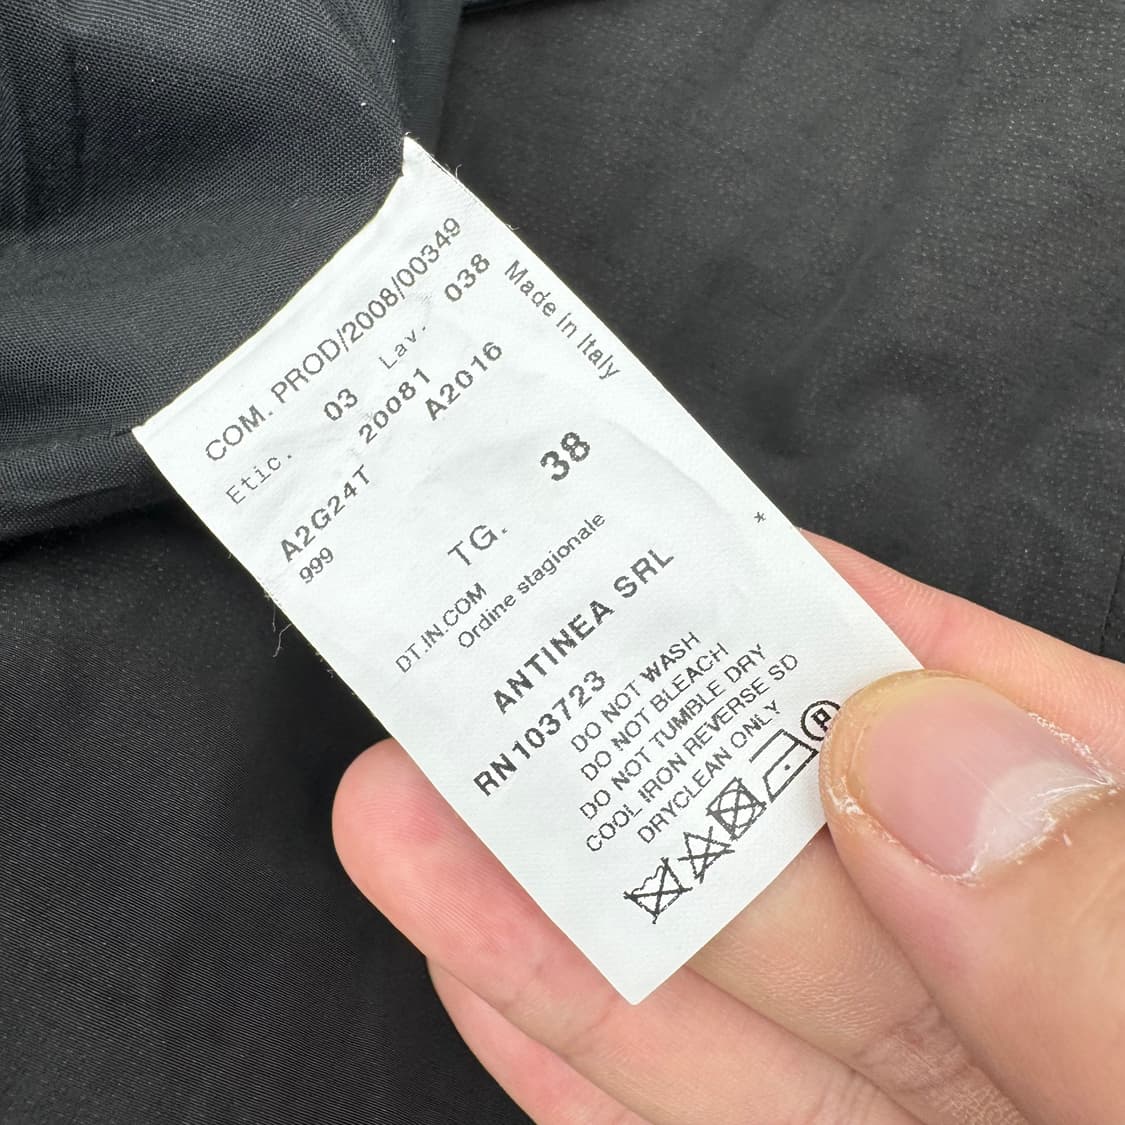 COM. PROD/2008/00349
Etic. 03 Lav. 038
20081
A2G24T A2016
999
Made in Italy
TG. 38
DT.IN.COM
Ordine stagionale
*
ANTINEA SRL
RN103723
DO NOT WASH
DO NOT BLEACH
DO NOT TUMBLE DRY
COOL IRON REVERSE SD
DRYCLEAN ONLY
P